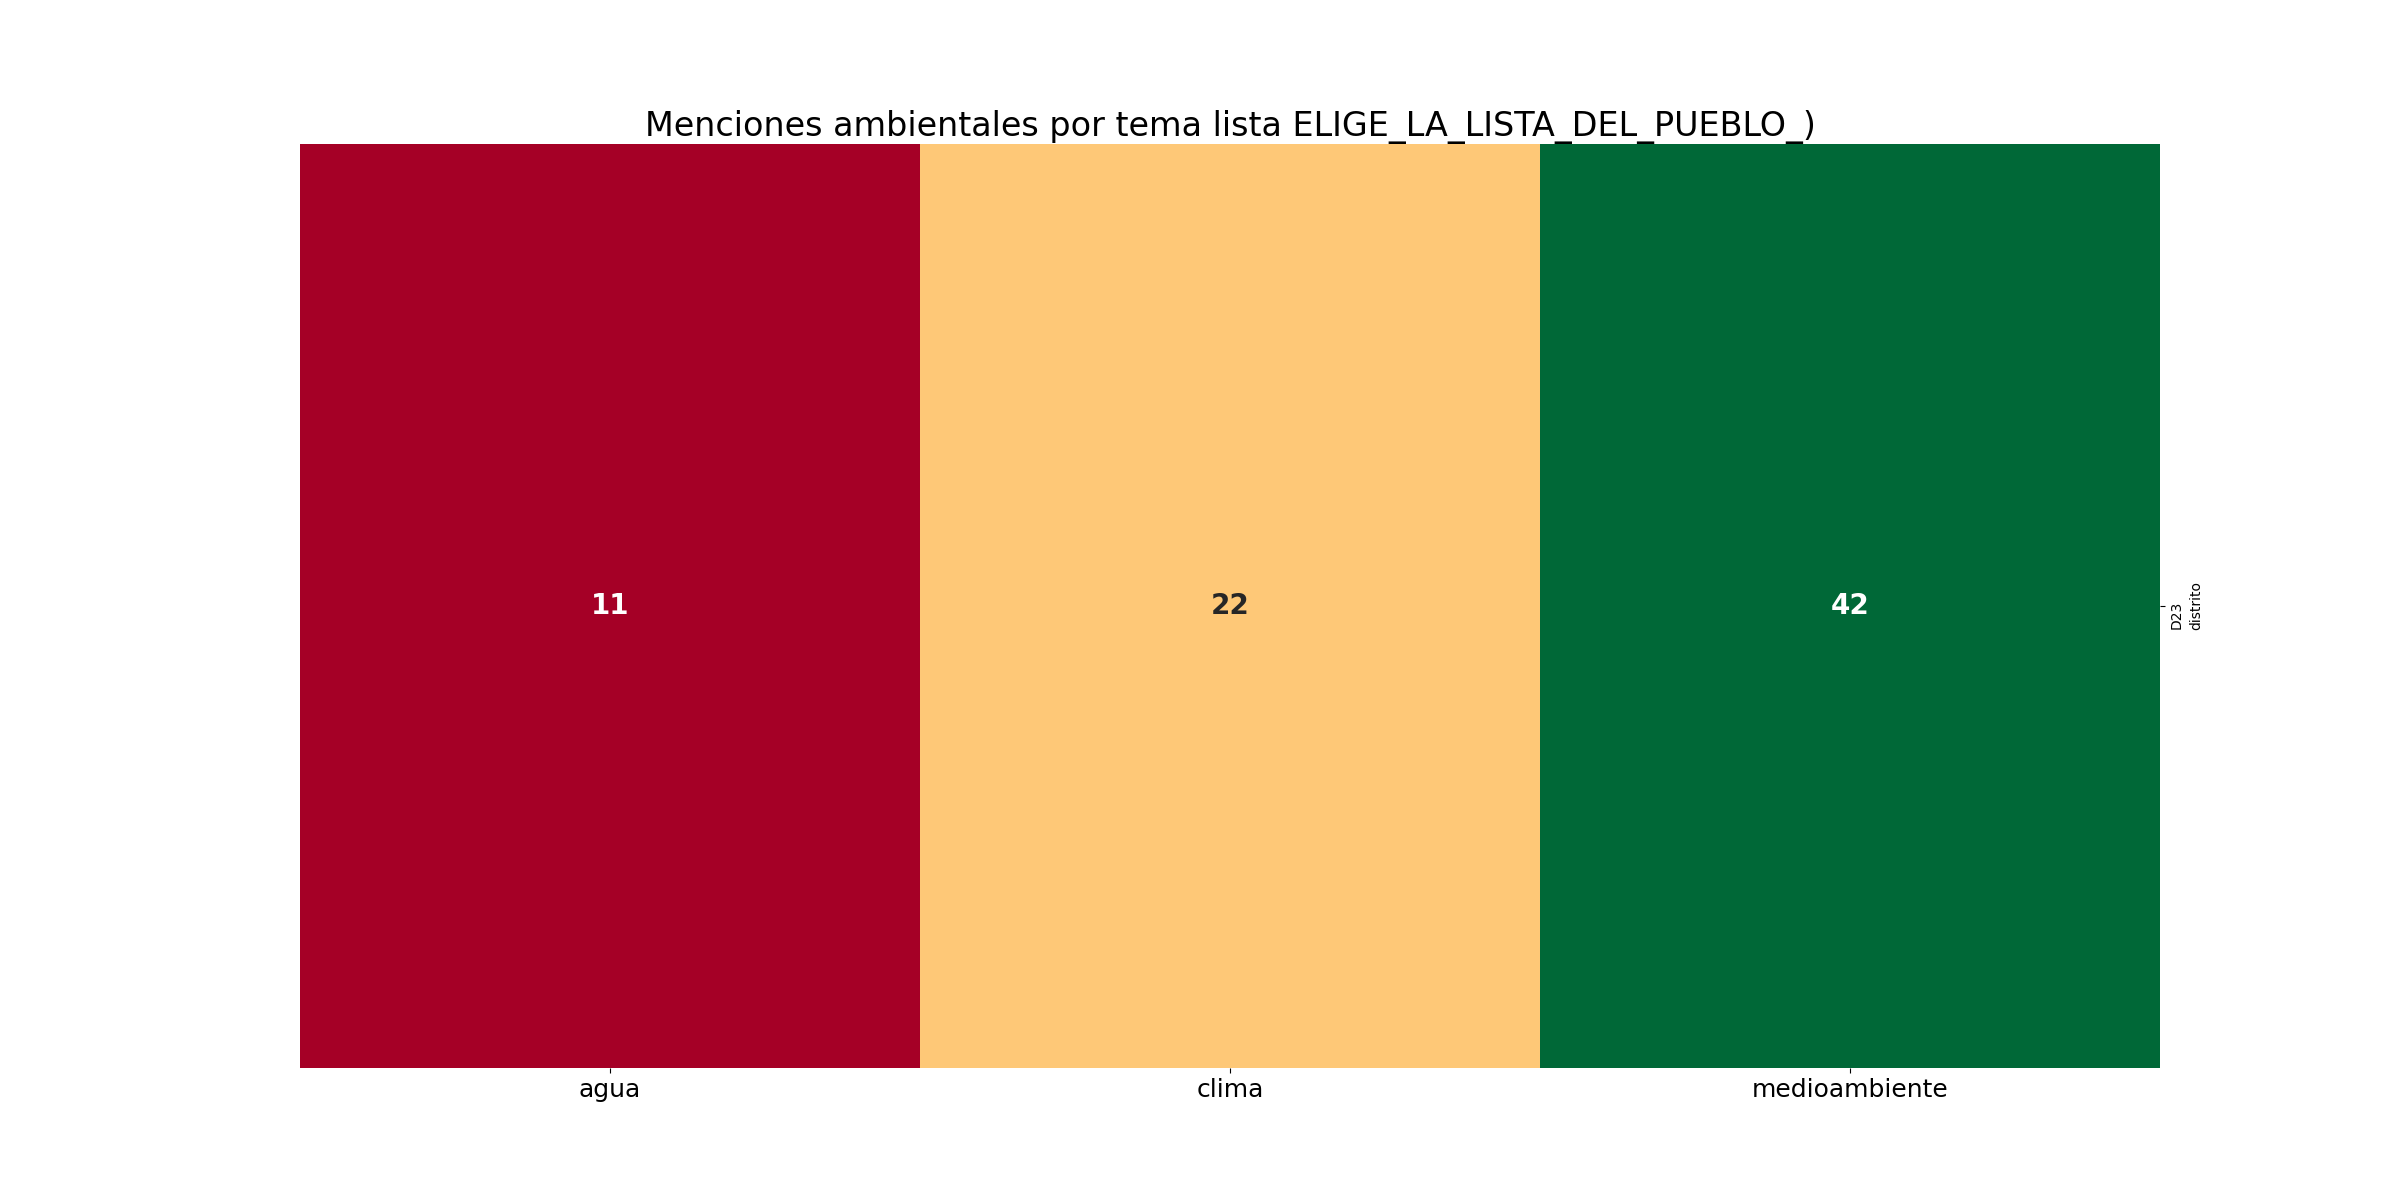 Menciones ambientales por tema lista ELIGE_LA_LISTA_DEL_PUEBLO_)
11
22
42
D23
distrito
agua
clima
medioambiente